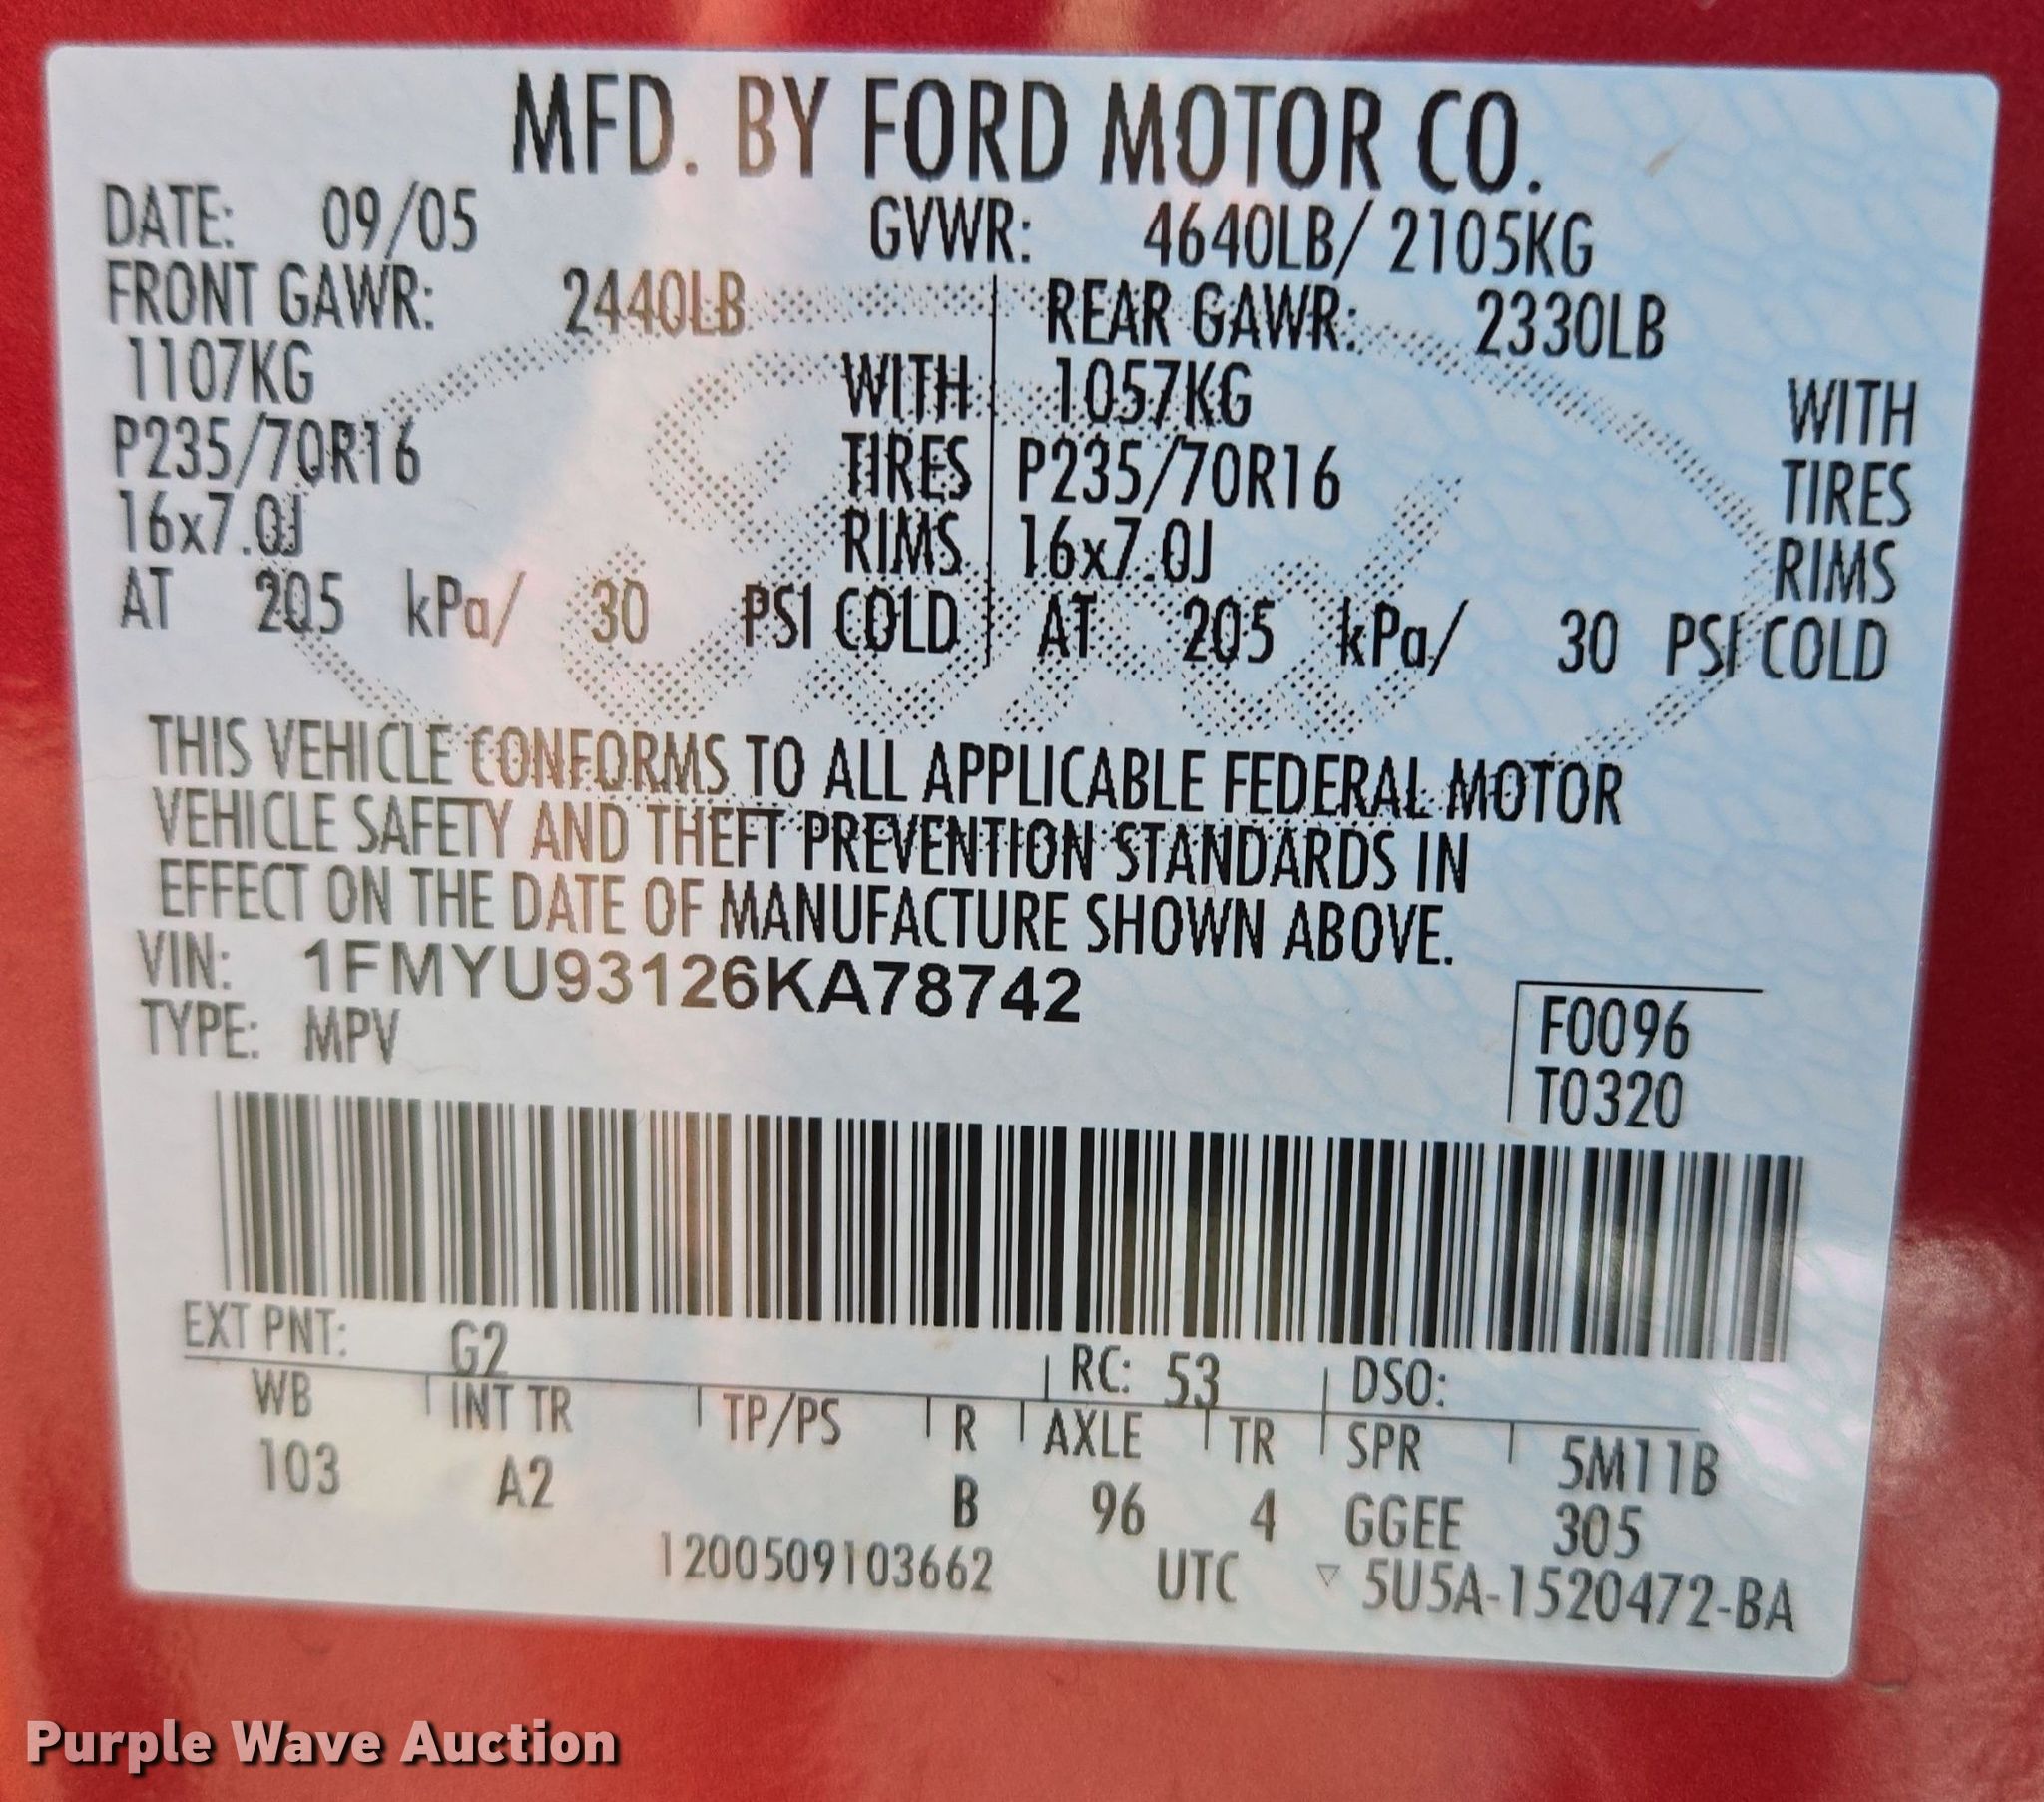 MFD. BY FORD MOTOR CO.
DATE: 09/05 GVWR: 4640LB/ 2105KG
FRONT GAWR: 2440LB REAR GAWR: 2330LB
1107KG WITH 1057KG WITH
P235/70R16 TIRES P235/70R16 TIRES
16x7.0J RIMS 16x7.0J RIMS
AT 205 kPa/ 30 PSI COLD AT 205 kPa/ 30 PSI COLD
THIS VEHICLE CONFORMS TO ALL APPLICABLE FEDERAL MOTOR
VEHICLE SAFETY AND THEFT PREVENTION STANDARDS IN
EFFECT ON THE DATE OF MANUFACTURE SHOWN ABOVE.
VIN: 1FMYU93126KA78742
TYPE: MPV
F0096
T0320
EXT PNT: G2 RC: 53 DSO:
WB INT TR TP/PS R AXLE TR SPR 5M11B
103 A2 B 96 4 GGEE 305
1200509103662 UTC ▽ 5U5A-1520472-BA
Purple Wave Auction